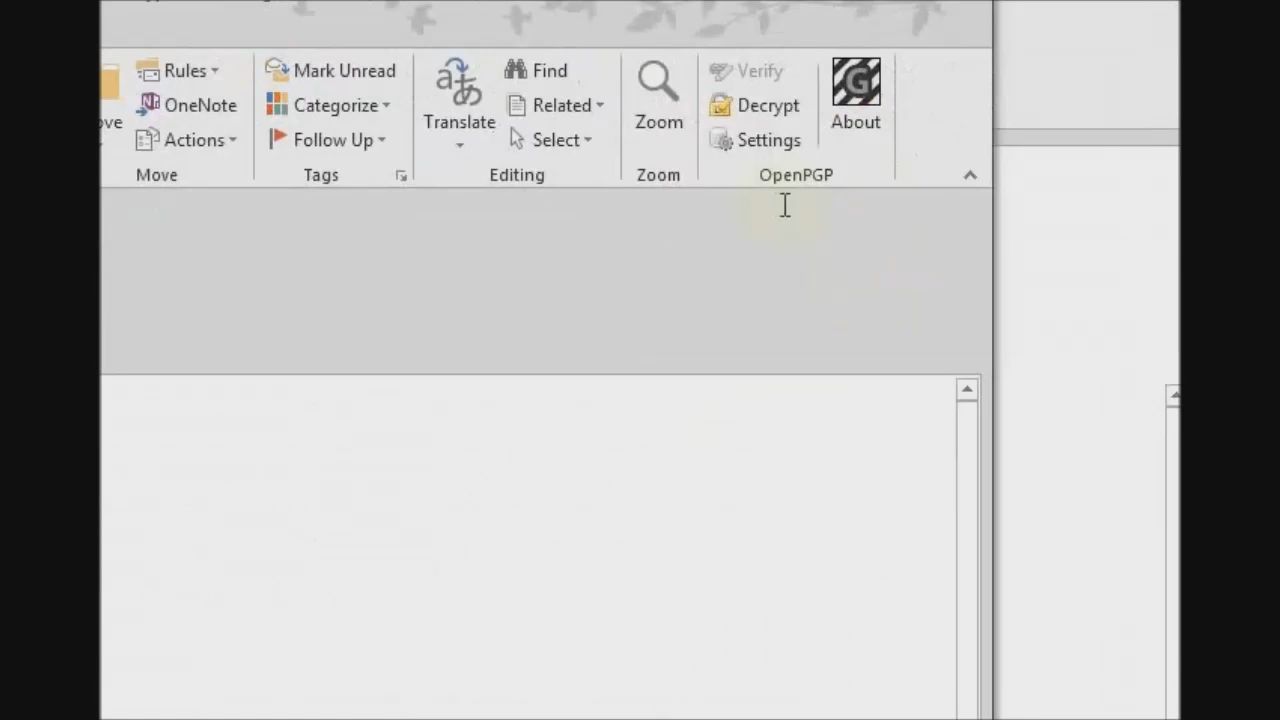 Rules
OneNote
Actions
Move
Mark Unread
Categorize
Follow Up
Tags
Translate
Find
Related
Select
Editing
Zoom
Zoom
Verify
Decrypt
Settings
G
About
OpenPGP